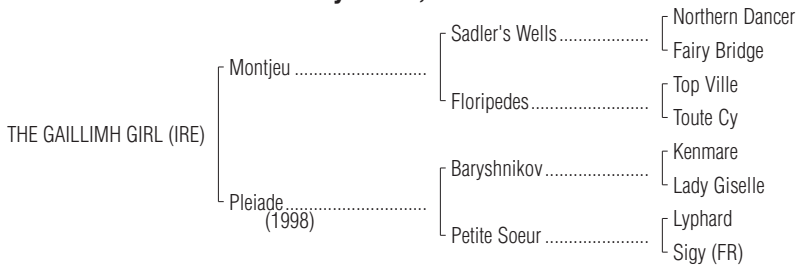 Northern Dancer
Sadler's Wells....................
Fairy Bridge
Montjeu ............................
Top Ville
Floripedes....................
Toute Cy
THE GAILLIMH GIRL (IRE)
Kenmare
Baryshnikov....................
Lady Giselle
Pleiade..............................
(1998)
Lyphard
Petite Soeur ....................
Sigy (FR)